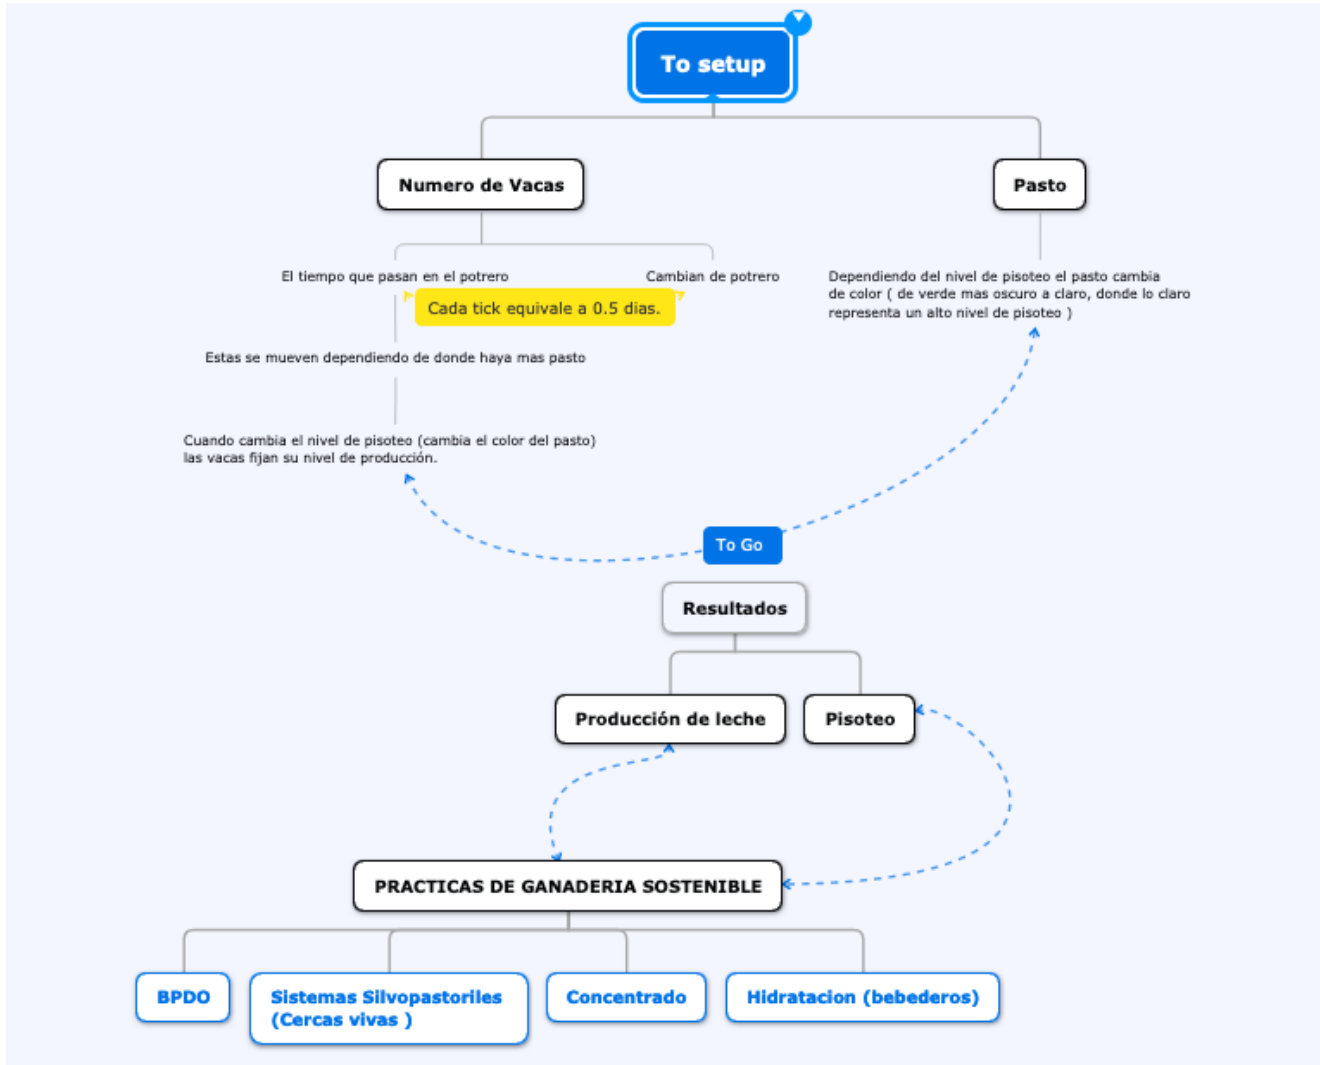 To setup
Numero de Vacas
Pasto
El tiempo que pasan en el potrero
Cambian de potrero
Cada tick equivale a 0.5 dias.
Dependiendo del nivel de pisoteo el pasto cambia
de color ( de verde mas oscuro a claro, donde lo claro
representa un alto nivel de pisoteo )
Estas se mueven dependiendo de donde haya mas pasto
Cuando cambia el nivel de pisoteo (cambia el color del pasto)
las vacas fijan su nivel de producción.
To Go
Resultados
Producción de leche
Pisoteo
PRACTICAS DE GANADERIA SOSTENIBLE
BPDO
Sistemas Silvopastoriles
(Cercas vivas )
Concentrado
Hidratacion (bebederos)